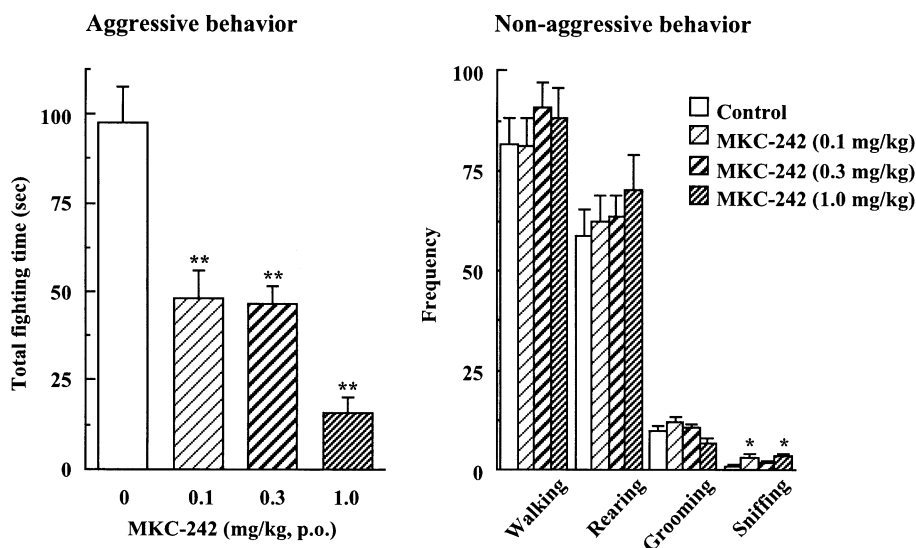 Aggressive behavior
Total fighting time (sec)
100
75
50
25
0
**
**
**
0 0.1 0.3 1.0
MKC-242 (mg/kg, p.o.)
Non-aggressive behavior
Frequency
100
75
50
25
0
Control
MKC-242 (0.1 mg/kg)
MKC-242 (0.3 mg/kg)
MKC-242 (1.0 mg/kg)
* *
Walking
Rearing
Grooming
Sniffing